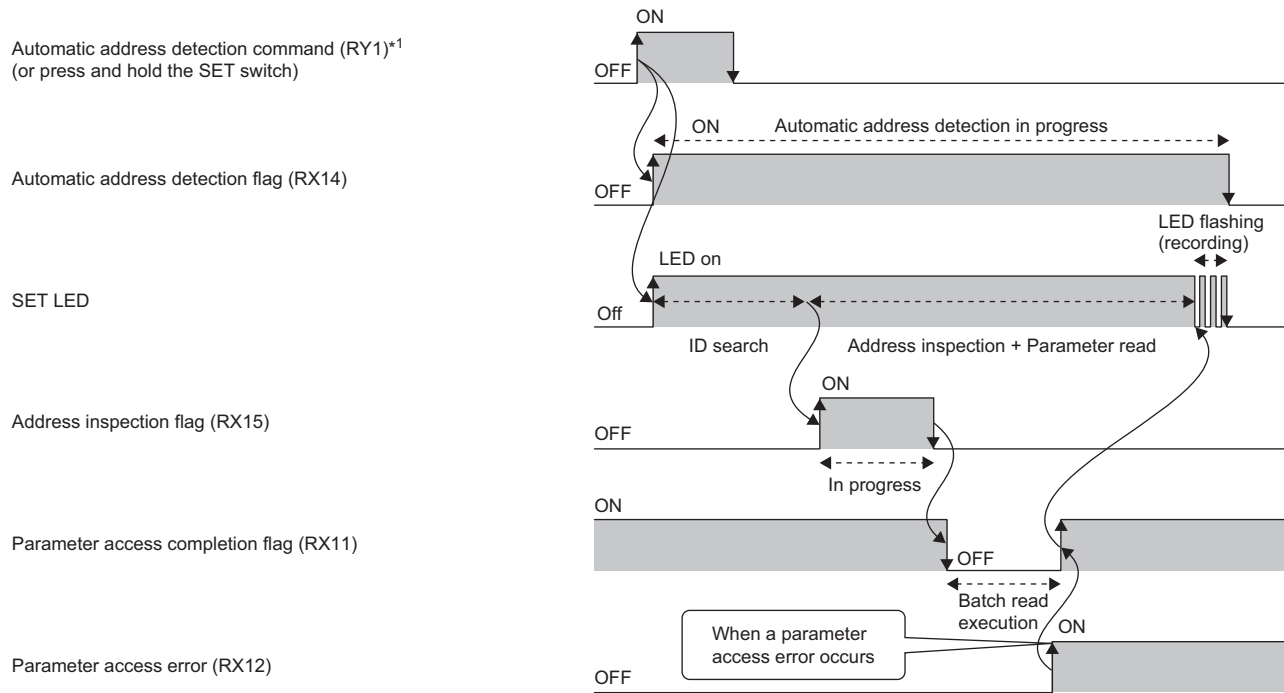 ON
Automatic address detection command (RY1)*1
(or press and hold the SET switch)
OFF
ON
Automatic address detection in progress
Automatic address detection flag (RX14)
OFF
LED flashing
(recording)
LED on
SET LED
Off
ID search
Address inspection + Parameter read
ON
Address inspection flag (RX15)
OFF
In progress
ON
Parameter access completion flag (RX11)
OFF
Batch read
execution
When a parameter
access error occurs
ON
Parameter access error (RX12)
OFF